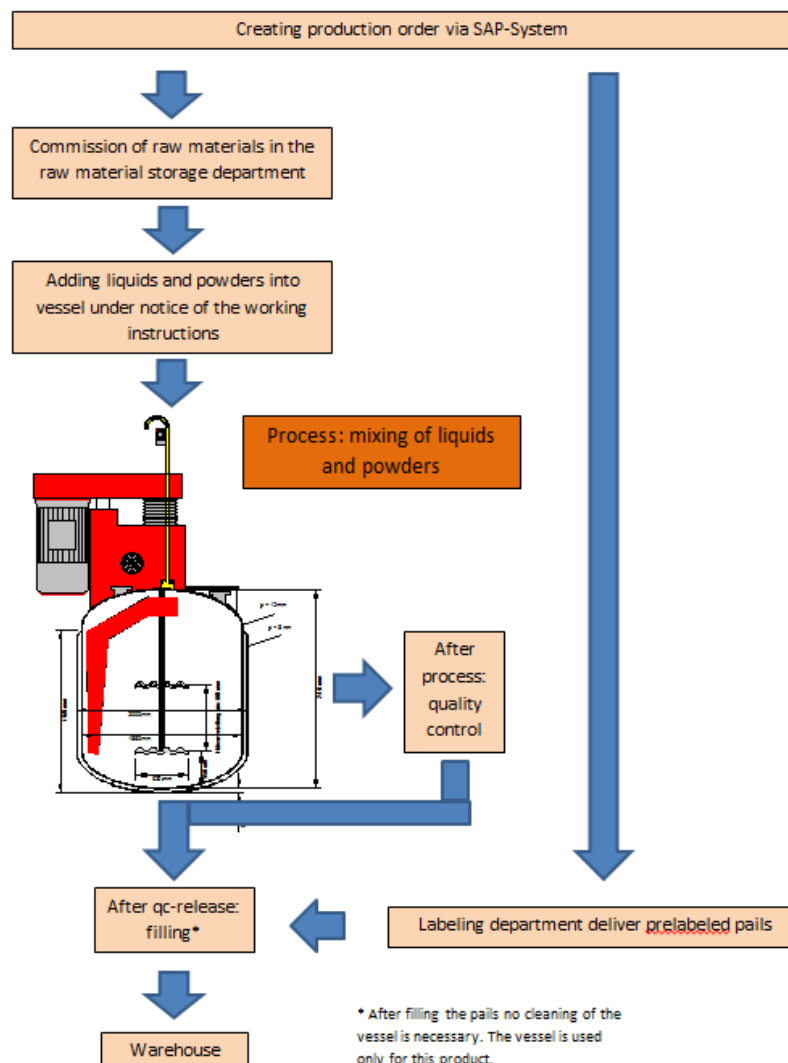 Creating production order via SAP-System
Commission of raw materials in the
raw material storage department
Adding liquids and powders into
vessel under notice of the working
instructions
Process: mixing of liquids
and powders
After
process:
quality
control
After qc-release:
filling*
Labeling department deliver prelabeled pails
Warehouse
* After filling the pails no cleaning of the
vessel is necessary. The vessel is used
only for this product.